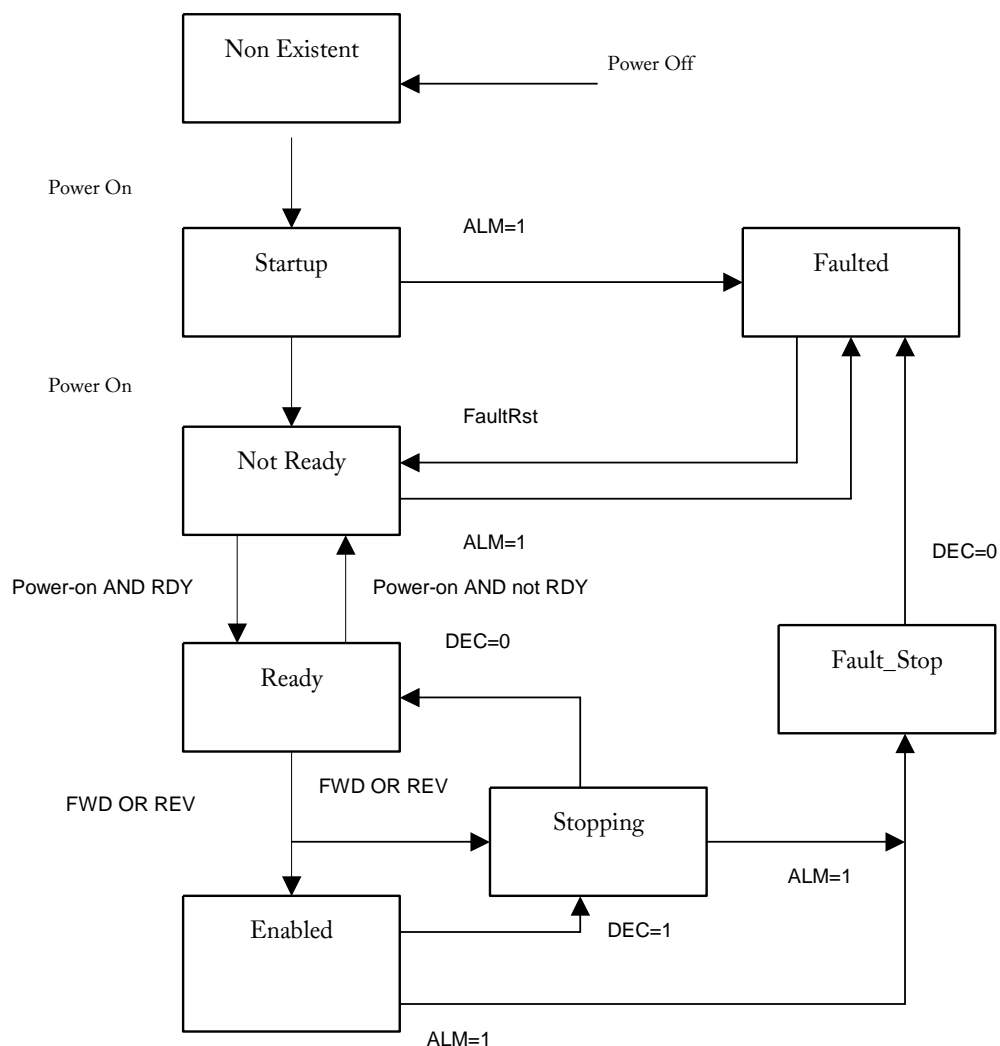 Non Existent
Power Off
Power On
ALM=1
Startup
Faulted
Power On
FaultRst
Not Ready
ALM=1
DEC=0
Power-on AND RDY
Power-on AND not RDY
DEC=0
Fault_Stop
Ready
FWD OR REV
FWD OR REV
Stopping
ALM=1
Enabled
DEC=1
ALM=1